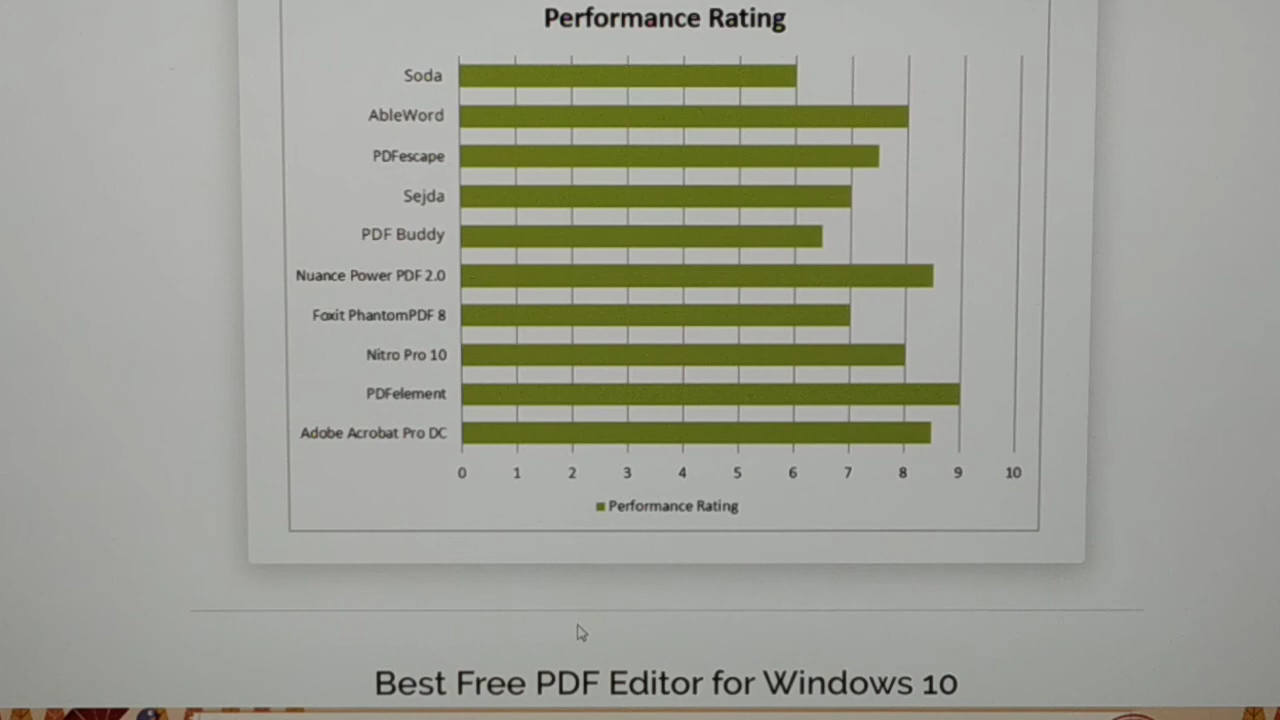 Performance Rating
Soda
AbleWord
PDFescape
Sejda
PDF Buddy
Nuance Power PDF 2.0
Foxit PhantomPDF 8
Nitro Pro 10
PDFelement
Adobe Acrobat Pro DC
0 1 2 3 4 5 6 7 8 9 10
Performance Rating
Best Free PDF Editor for Windows 10